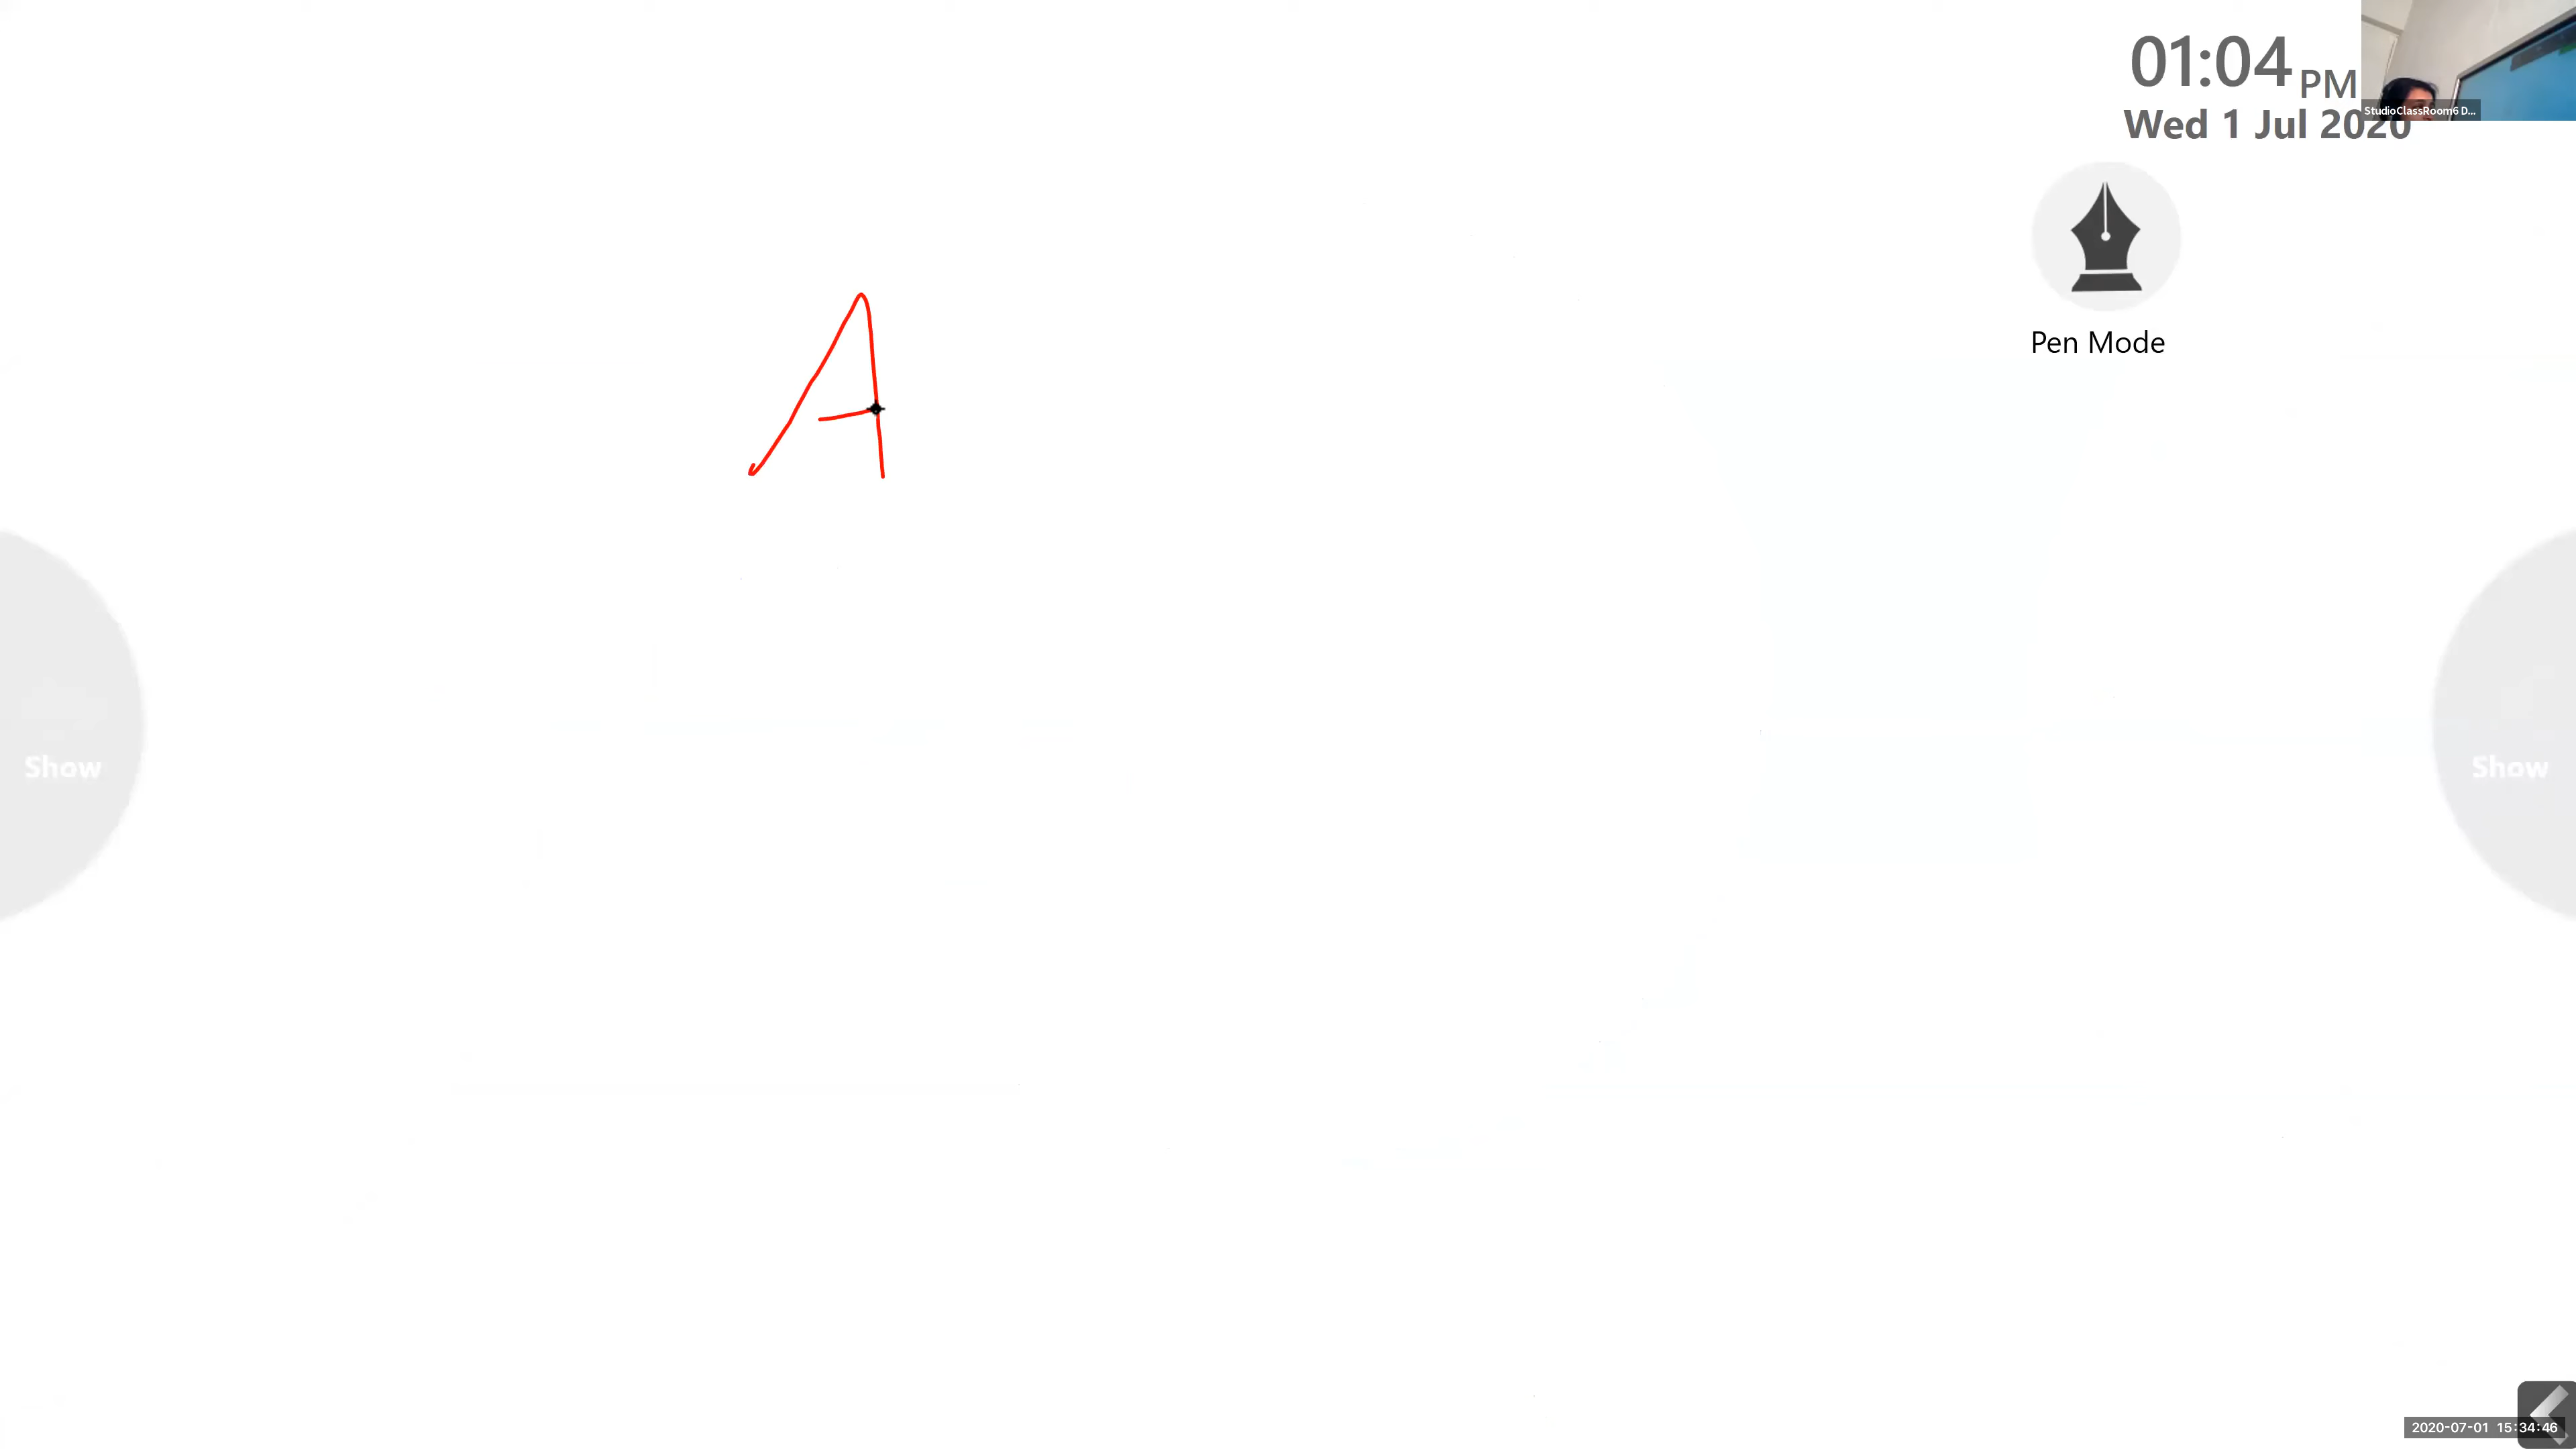 01:04 PM
StudioClassRoom6 D...
Wed 1 Jul 2020
A
Pen Mode
Show
Show
2020-07-01 15:34:46